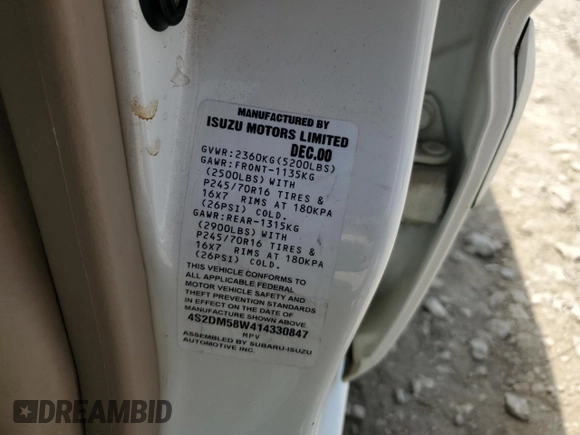 MANUFACTURED BY
ISUZU MOTORS LIMITED
DEC.00
GVWR:2360KG(5200LBS)
GAWR:FRONT-1135KG
(2500LBS) WITH
P245/70R16 TIRES &
16X7 RIMS AT 180KPA
(26PSI) COLD.
GAWR:REAR-1315KG
(2900LBS) WITH
P245/70R16 TIRES &
16X7 RIMS AT 180KPA
(26PSI) COLD.
THIS VEHICLE CONFORMS TO
ALL APPLICABLE FEDERAL
MOTOR VEHICLE SAFETY AND
THEFT PREVENTION STANDARDS
IN EFFECT ON THE DATE OF
MANUFACTURE SHOWN ABOVE
4S2DM58W414330847
MPV
ASSEMBLED BY SUBARU-ISUZU
AUTOMOTIVE INC.
DREAMBID